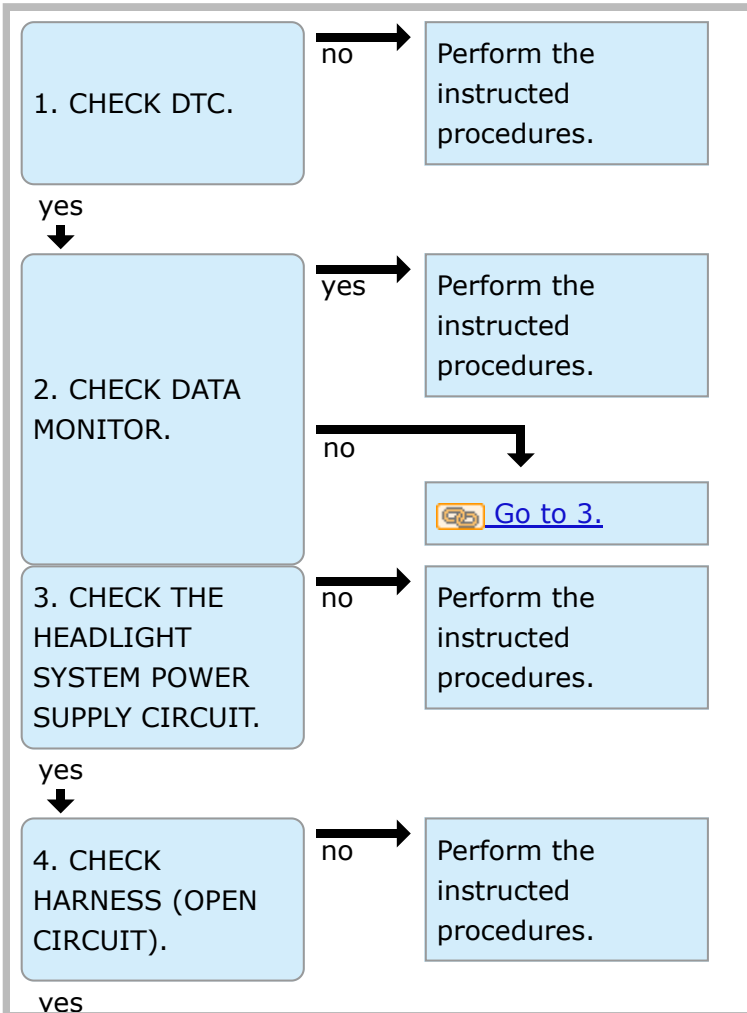 no
Perform the
instructed
procedures.
1. CHECK DTC.
yes
yes
Perform the
instructed
procedures.
2. CHECK DATA
MONITOR.
no
Go to 3.
3. CHECK THE
HEADLIGHT
SYSTEM POWER
SUPPLY CIRCUIT.
no
Perform the
instructed
procedures.
yes
4. CHECK
HARNESS (OPEN
CIRCUIT).
no
Perform the
instructed
procedures.
yes